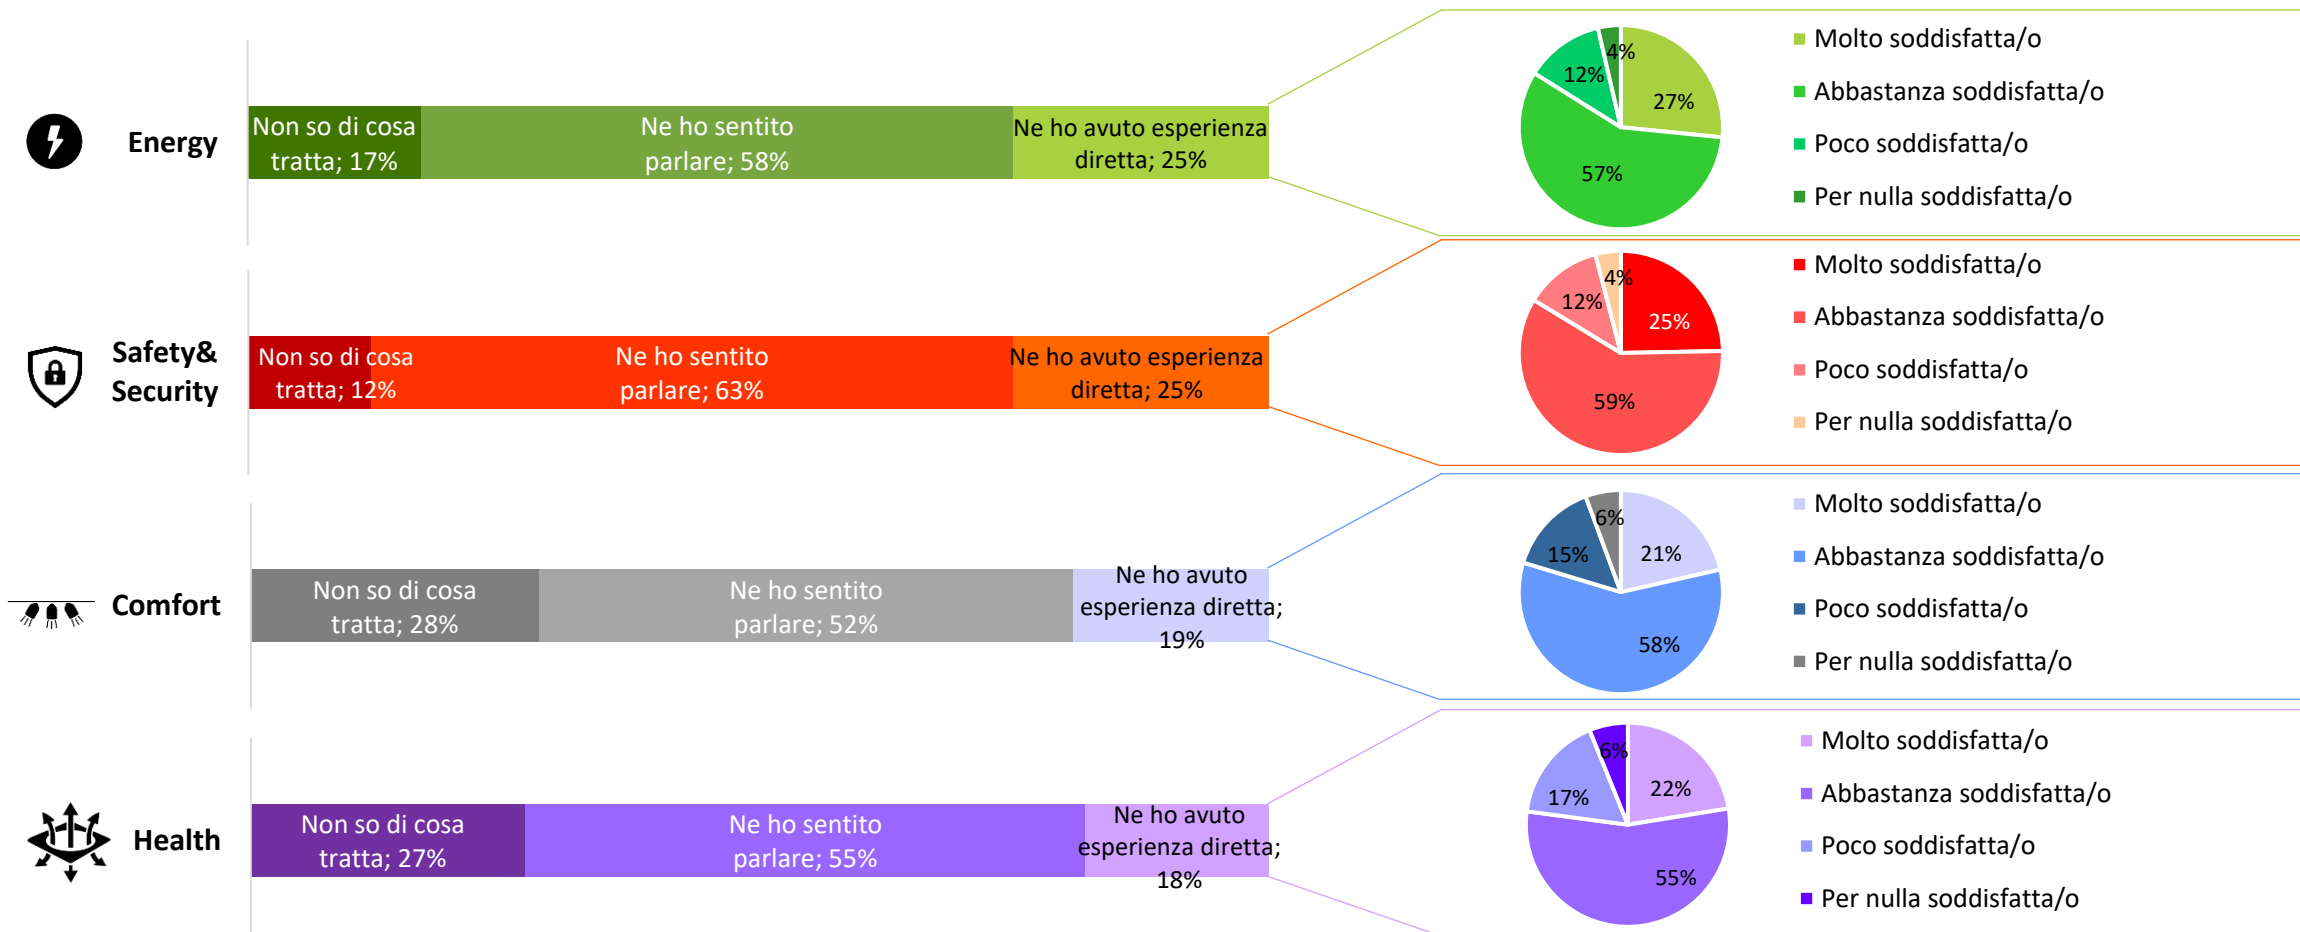 Energy
Non so di cosa
tratta; 17%
Ne ho sentito
parlare; 58%
Ne ho avuto esperienza
diretta; 25%
4%
12%
27%
57%
Molto soddisfatta/o
Abbastanza soddisfatta/o
Poco soddisfatta/o
Per nulla soddisfatta/o
Safety&
Security
Non so di cosa
tratta; 12%
Ne ho sentito
parlare; 63%
Ne ho avuto esperienza
diretta; 25%
4%
12%
25%
59%
Molto soddisfatta/o
Abbastanza soddisfatta/o
Poco soddisfatta/o
Per nulla soddisfatta/o
Comfort
Non so di cosa
tratta; 28%
Ne ho sentito
parlare; 52%
Ne ho avuto
esperienza diretta;
19%
6%
15%
21%
58%
Molto soddisfatta/o
Abbastanza soddisfatta/o
Poco soddisfatta/o
Per nulla soddisfatta/o
Health
Non so di cosa
tratta; 27%
Ne ho sentito
parlare; 55%
Ne ho avuto
esperienza diretta;
18%
6%
17%
22%
55%
Molto soddisfatta/o
Abbastanza soddisfatta/o
Poco soddisfatta/o
Per nulla soddisfatta/o